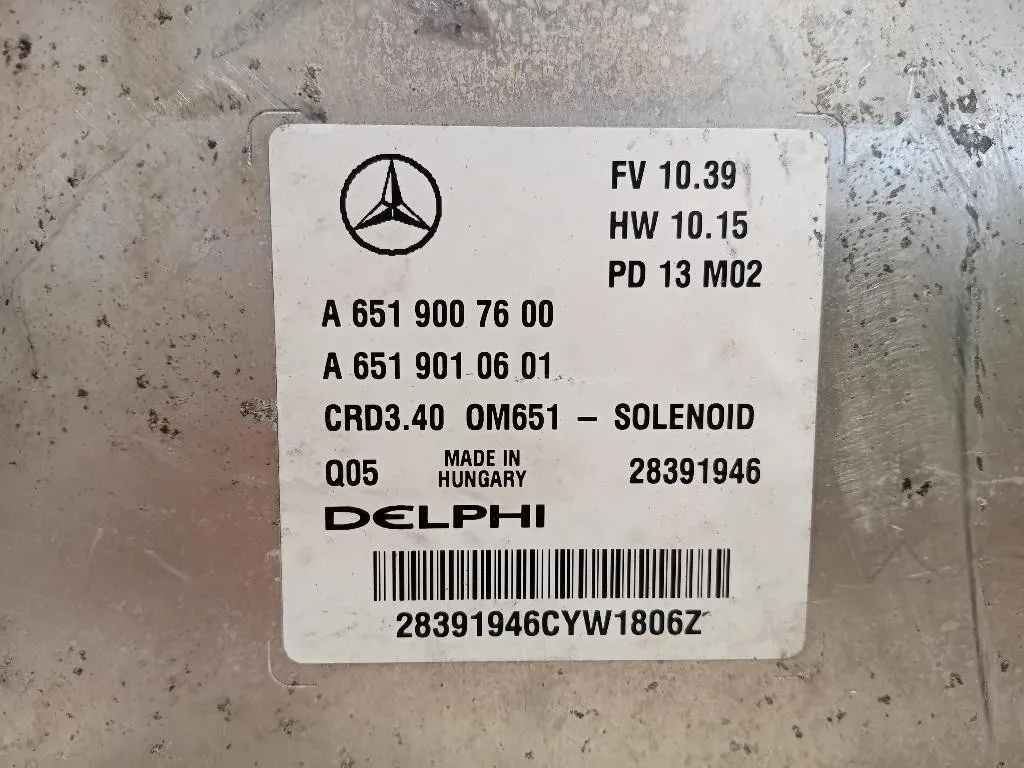 FV 10.39
HW 10.15
PD 13 M02
A 651 900 76 00
A 651 901 06 01
CRD3.40 OM651 – SOLENOID
Q05 MADE IN HUNGARY 28391946
DELPHI
28391946CYW1806Z